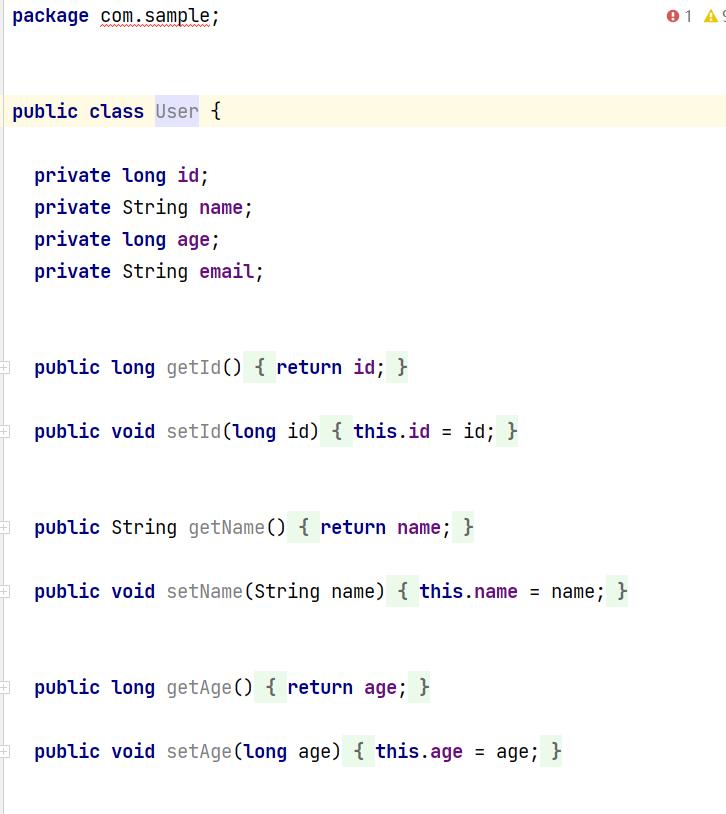 package com.sample;
1
public class User {
private long id;
private String name;
private long age;
private String email;
public long getId() { return id; }
public void setId(long id) { this.id = id; }
public String getName() { return name; }
public void setName(String name) { this.name = name; }
public long getAge() { return age; }
public void setAge(long age) { this.age = age; }